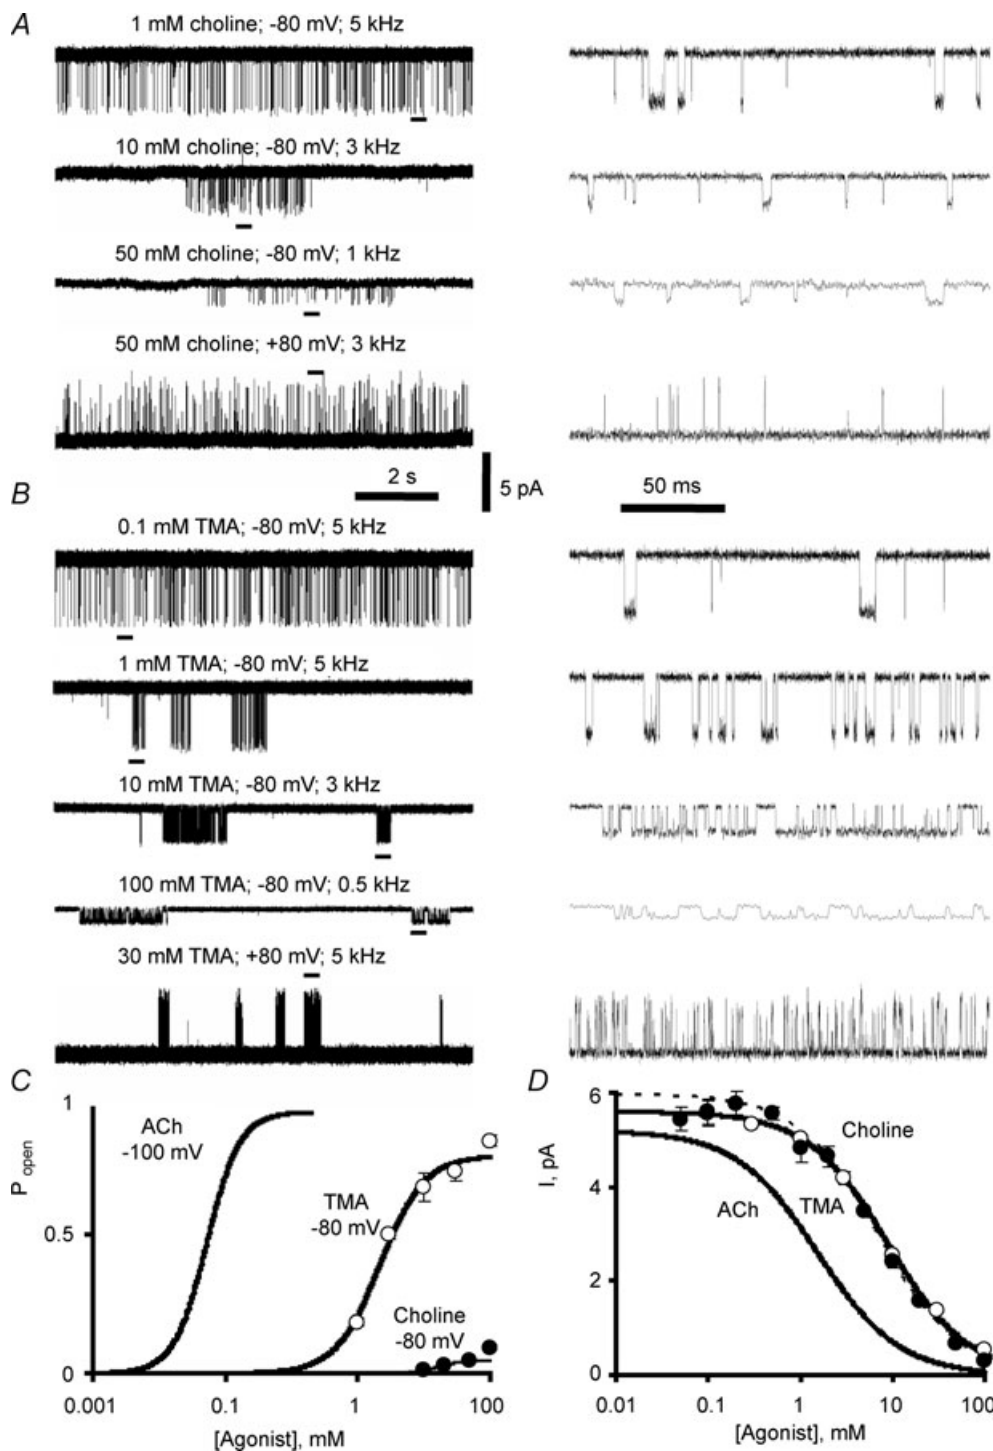 A
1 mM choline; -80 mV; 5 kHz
10 mM choline; -80 mV; 3 kHz
50 mM choline; -80 mV; 1 kHz
50 mM choline; +80 mV; 3 kHz
2 s
5 pA
50 ms
B
0.1 mM TMA; -80 mV; 5 kHz
1 mM TMA; -80 mV; 5 kHz
10 mM TMA; -80 mV; 3 kHz
100 mM TMA; -80 mV; 0.5 kHz
30 mM TMA; +80 mV; 5 kHz
C
1
0.5
0
P open
ACh
-100 mV
TMA
-80 mV
Choline
-80 mV
0.001
0.1
1
100
[Agonist], mM
D
6
4
2
0
I, pA
Choline
ACh
TMA
0.01
0.1
1
10
100
[Agonist], mM